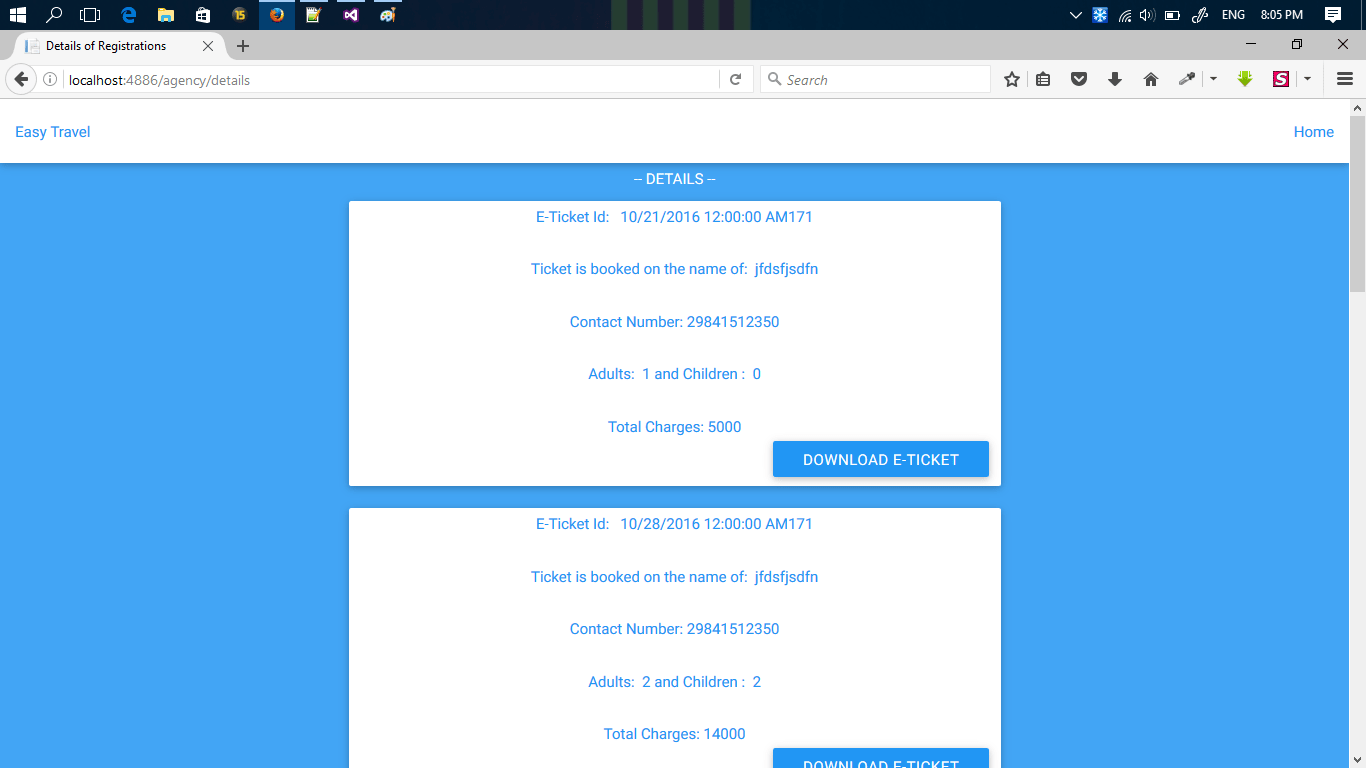 ENG 8:05 PM
Details of Registrations
localhost:4886/agency/details
Search
Easy Travel Home
-- DETAILS --
E-Ticket Id: 10/21/2016 12:00:00 AM171
Ticket is booked on the name of: jfdsfjsdfn
Contact Number: 29841512350
Adults: 1 and Children : 0
Total Charges: 5000
DOWNLOAD E-TICKET
E-Ticket Id: 10/28/2016 12:00:00 AM171
Ticket is booked on the name of: jfdsfjsdfn
Contact Number: 29841512350
Adults: 2 and Children : 2
Total Charges: 14000
DOWNLOAD E-TICKET